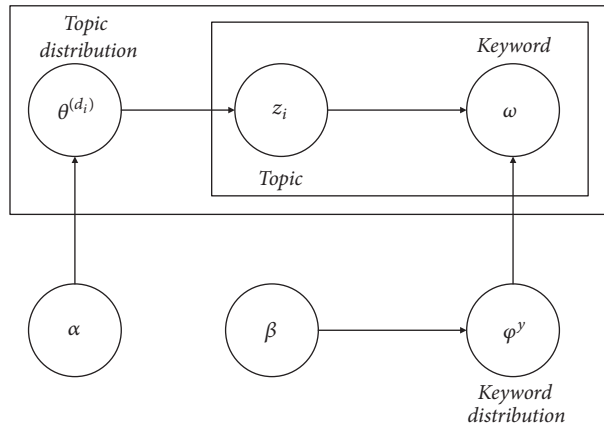 Topic
distribution
Keyword
θ^(d_i)
z_i
ω
Topic
α
β
φ^y
Keyword
distribution